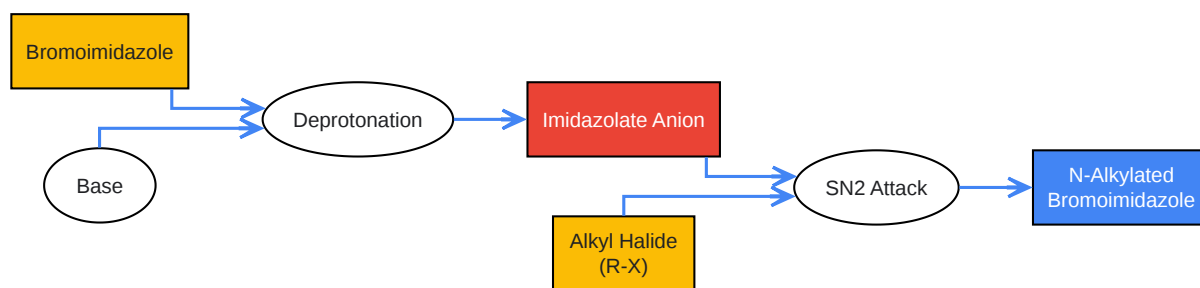 Bromoimidazole
Base
Deprotonation
Imidazolate Anion
Alkyl Halide
(R-X)
SN2 Attack
N-Alkylated
Bromoimidazole